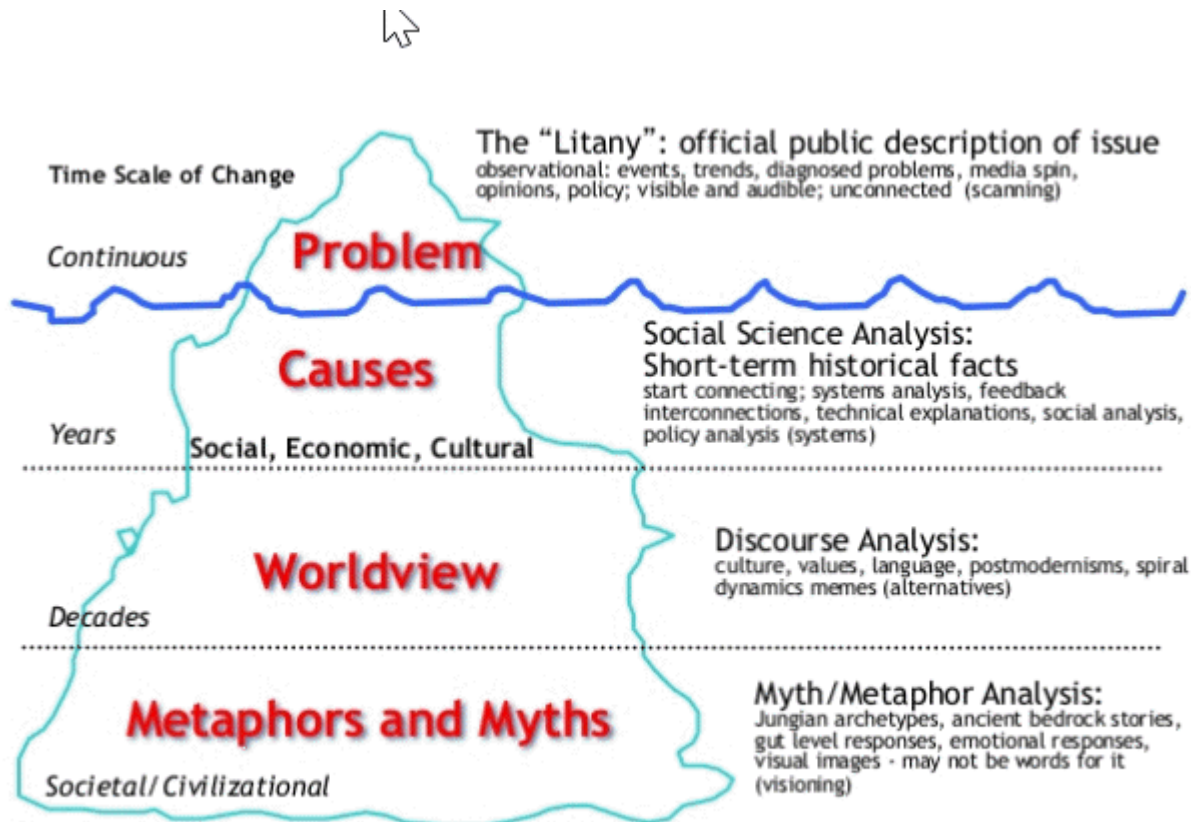 The “Litany”: official public description of issue
observational: events, trends, diagnosed problems, media spin,
opinions, policy; visible and audible; unconnected (scanning)
Time Scale of Change
Problem
Continuous
Social Science Analysis:
Short-term historical facts
start connecting; systems analysis, feedback
interconnections, technical explanations, social analysis,
policy analysis (systems)
Causes
Years
Social, Economic, Cultural
Discourse Analysis:
culture, values, language, postmodernisms, spiral
dynamics memes (alternatives)
Worldview
Decades
Myth/Metaphor Analysis:
Jungian archetypes, ancient bedrock stories,
gut level responses, emotional responses,
visual images - may not be words for it
(visioning)
Metaphors and Myths
Societal/Civilizational